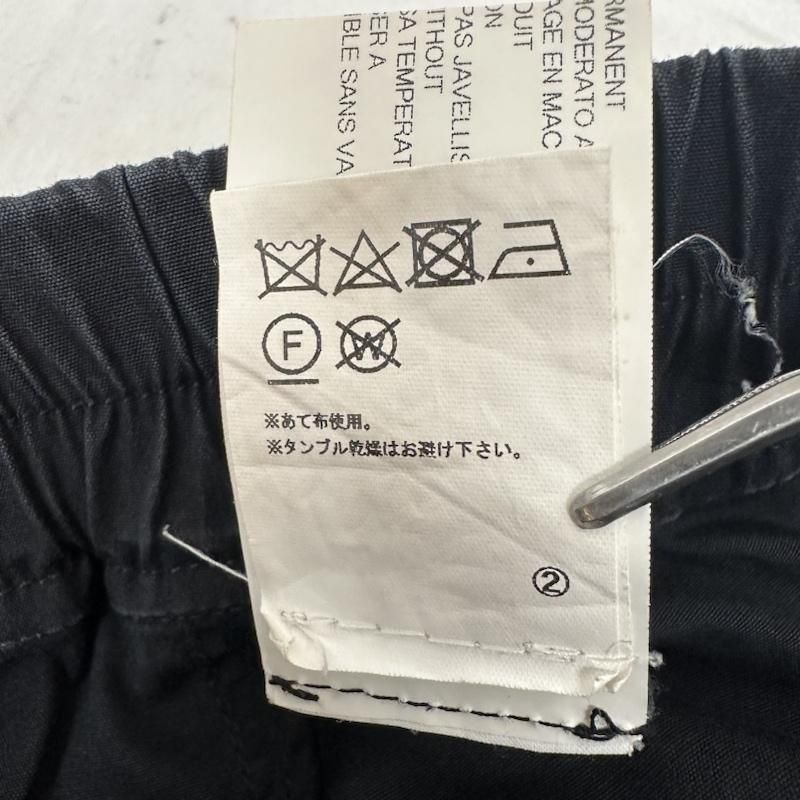 RMANENT
MODERATO A
AGE EN MAC
DUIT
ON
PAS JAVELLIS
ITHOUT
SA TEMPERAT
GER A
IBLE SANS VA
F
W
※あて布使用。
※タンブル乾燥はお避け下さい。
②